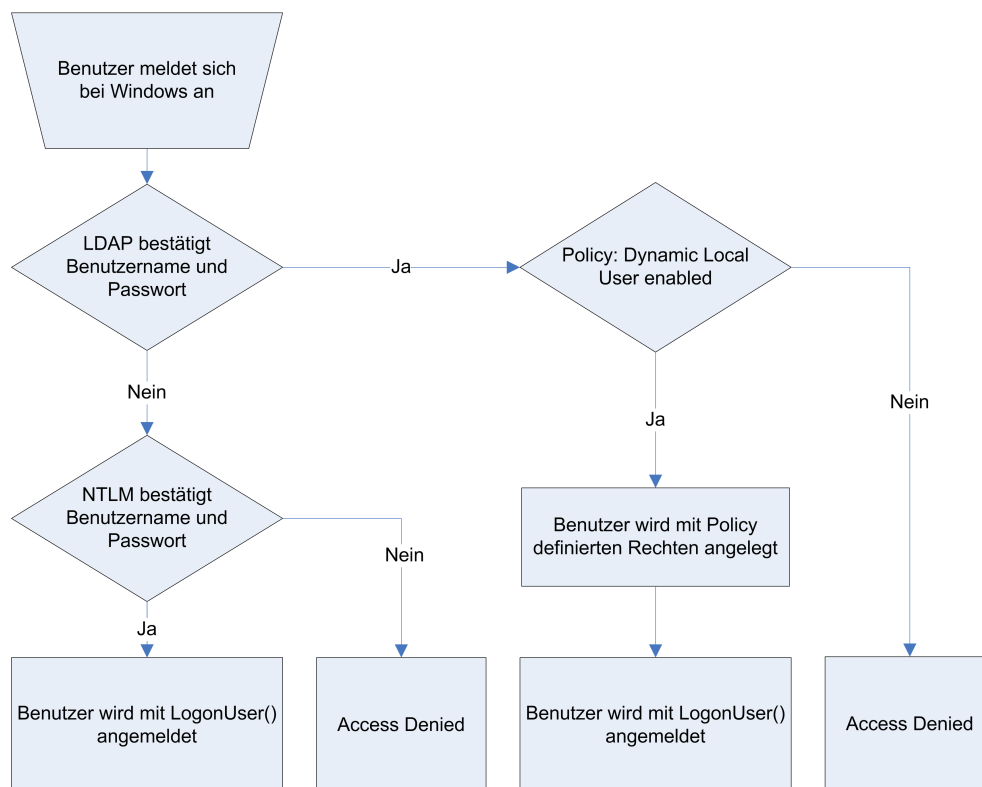 Benutzer meldet sich
bei Windows an
LDAP bestätigt
Benutzername und
Passwort
Ja
Policy: Dynamic Local
User enabled
Nein
Nein
Ja
NTLM bestätigt
Benutzername und
Passwort
Nein
Benutzer wird mit Policy
definierten Rechten angelegt
Ja
Benutzer wird mit LogonUser()
angemeldet
Access Denied
Benutzer wird mit LogonUser()
angemeldet
Access Denied